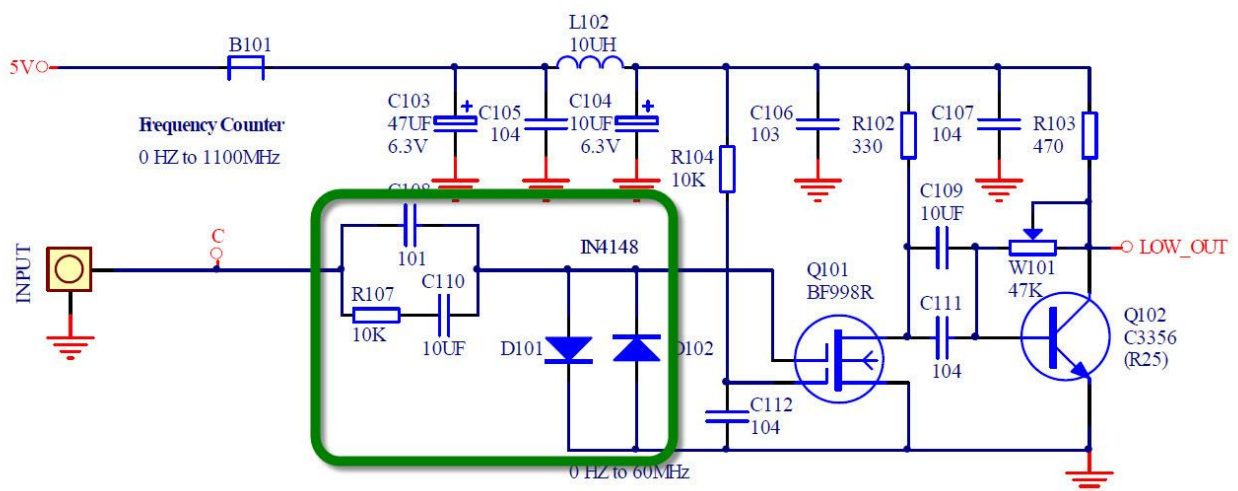 L102
10UH
B101
5V
C103
47UF
6.3V
C105
104
C104
10UF
6.3V
C106
103
R102
330
C107
104
R103
470
Frequency Counter
0 HZ to 1100MHz
R104
10K
C108
101
C109
10UF
C
IN4148
LOW_OUT
INPUT
W101
47K
Q101
BF998R
C110
10UF
R107
10K
C111
104
Q102
C3356
(R25)
D101
D102
C112
104
0 HZ to 60MHz